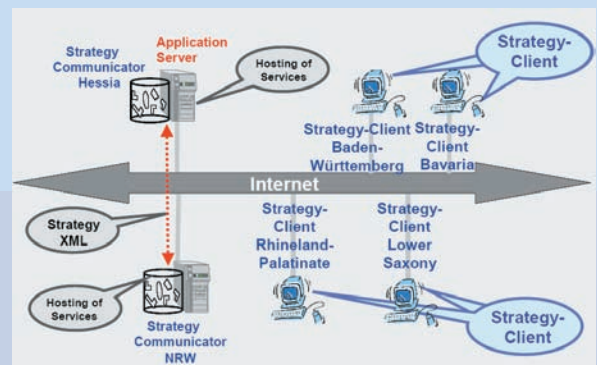 Strategy
Communicator
Hessia
Application
Server
Hosting of
Services
Strategy-
Client
Strategy-Client
Baden-
Württemberg
Strategy-
Client
Bavaria
Internet
Strategy
XML
Strategy-
Client
Rhineland-
Palatinate
Strategy-
Client
Lower
Saxony
Hosting of
Services
Strategy
Communicator
NRW
Strategy-
Client